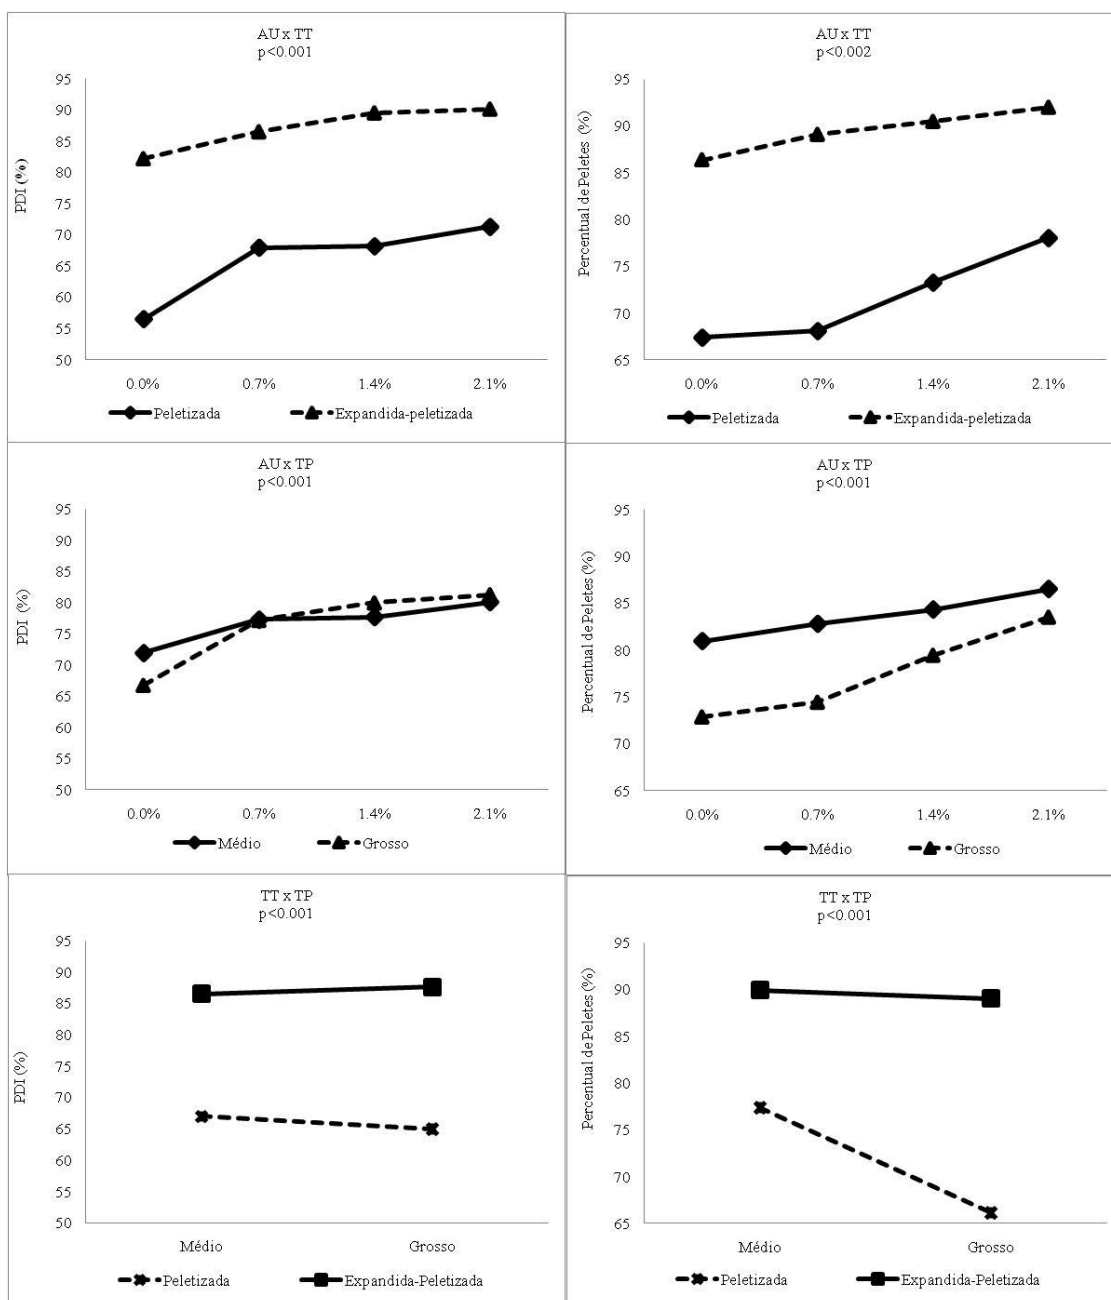 AU x TT
p<0.001
PDI (%)
95
90
85
80
75
70
65
60
55
50
0.0% 0.7% 1.4% 2.1%
Peletizada Expandida-peletizada
AU x TT
p<0.002
Percentual de Peletes (%)
95
90
85
80
75
70
65
0.0% 0.7% 1.4% 2.1%
Peletizada Expandida-peletizada
AU x TP
p<0.001
PDI (%)
95
90
85
80
75
70
65
60
55
50
0.0% 0.7% 1.4% 2.1%
Médio Grosso
AU x TP
p<0.001
Percentual de Peletes (%)
95
90
85
80
75
70
65
0.0% 0.7% 1.4% 2.1%
Médio Grosso
TT x TP
p<0.001
PDI (%)
95
90
85
80
75
70
65
60
55
50
Médio Grosso
Peletizada Expandida-Peletizada
TT x TP
p<0.001
Percentual de Peletes (%)
95
90
85
80
75
70
65
Médio Grosso
Peletizada Expandida-Peletizada